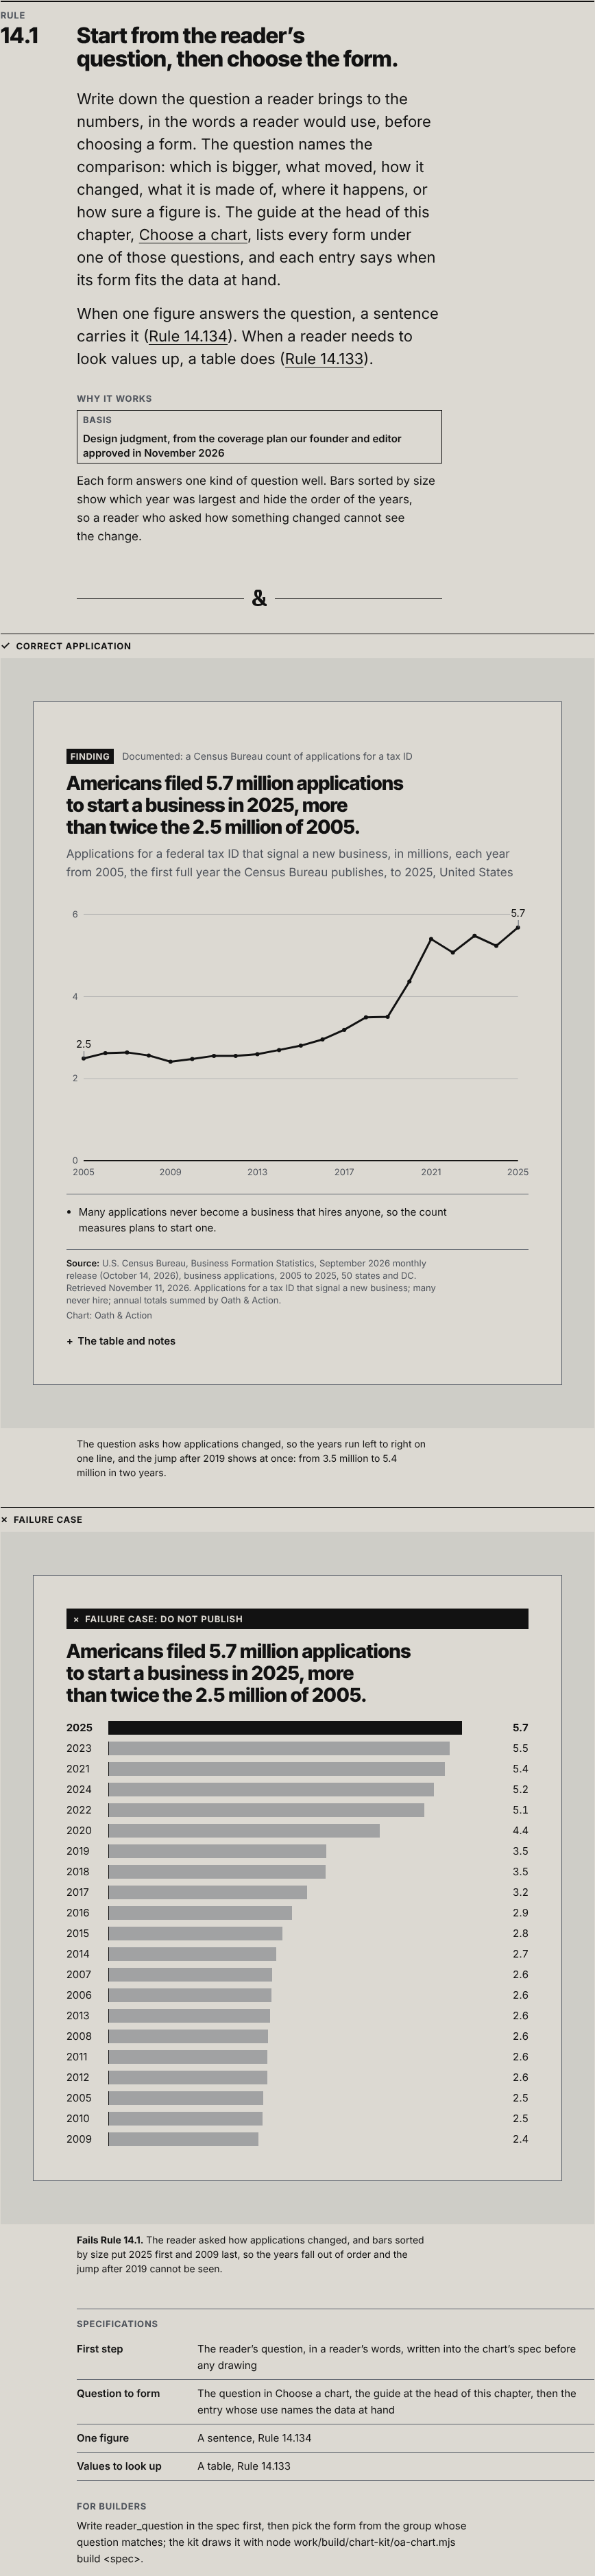 RULE
14.1
Start from the reader’s
question, then choose the form.
Write down the question a reader brings to the
numbers, in the words a reader would use, before
choosing a form. The question names the
comparison: which is bigger, what moved, how it
changed, what it is made of, where it happens, or
how sure a figure is. The guide at the head of this
chapter, Choose a chart, lists every form under
one of those questions, and each entry says when
its form fits the data at hand.
When one figure answers the question, a sentence
carries it (Rule 14.134). When a reader needs to
look values up, a table does (Rule 14.133).
WHY IT WORKS
BASIS
Design judgment, from the coverage plan our founder and editor
approved in November 2026
Each form answers one kind of question well. Bars sorted by size
show which year was largest and hide the order of the years,
so a reader who asked how something changed cannot see
the change.
&
✓ CORRECT APPLICATION
FINDING Documented: a Census Bureau count of applications for a tax ID
Americans filed 5.7 million applications
to start a business in 2025, more
than twice the 2.5 million of 2005.
Applications for a federal tax ID that signal a new business, in millions, each year
from 2005, the first full year the Census Bureau publishes, to 2025, United States
6
5.7
4
2.5
2
0
2005 2009 2013 2017 2021 2025
• Many applications never become a business that hires anyone, so the count
measures plans to start one.
Source: U.S. Census Bureau, Business Formation Statistics, September 2026 monthly
release (October 14, 2026), business applications, 2005 to 2025, 50 states and DC.
Retrieved November 11, 2026. Applications for a tax ID that signal a new business; many
never hire; annual totals summed by Oath & Action.
Chart: Oath & Action
+ The table and notes
The question asks how applications changed, so the years run left to right on
one line, and the jump after 2019 shows at once: from 3.5 million to 5.4
million in two years.
× FAILURE CASE
× FAILURE CASE: DO NOT PUBLISH
Americans filed 5.7 million applications
to start a business in 2025, more
than twice the 2.5 million of 2005.
2025 5.7
2023 5.5
2021 5.4
2024 5.2
2022 5.1
2020 4.4
2019 3.5
2018 3.5
2017 3.2
2016 2.9
2015 2.8
2014 2.7
2007 2.6
2006 2.6
2013 2.6
2008 2.6
2011 2.6
2012 2.6
2005 2.5
2010 2.5
2009 2.4
Fails Rule 14.1. The reader asked how applications changed, and bars sorted
by size put 2025 first and 2009 last, so the years fall out of order and the
jump after 2019 cannot be seen.
SPECIFICATIONS
First step The reader’s question, in a reader’s words, written into the chart’s spec before
any drawing
Question to form The question in Choose a chart, the guide at the head of this chapter, then the
entry whose use names the data at hand
One figure A sentence, Rule 14.134
Values to look up A table, Rule 14.133
FOR BUILDERS
Write reader_question in the spec first, then pick the form from the group whose
question matches; the kit draws it with node work/build/chart-kit/oa-chart.mjs
build <spec>.